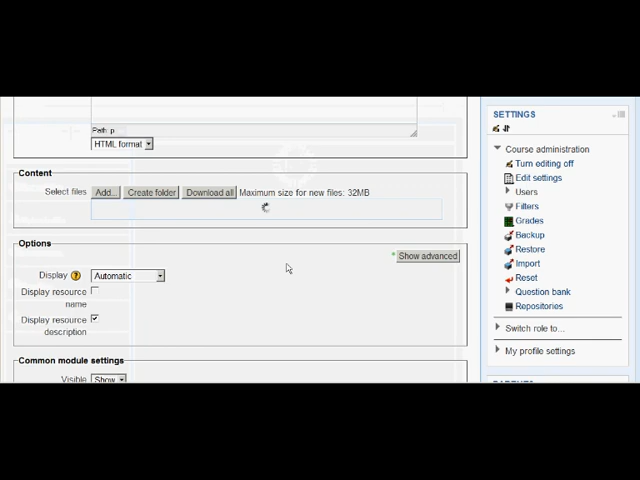 Path: p
HTML format
Content
Select files Add... Create folder Download all Maximum size for new files: 32MB
Options
* Show advanced
Display Automatic
Display resource
name
Display resource
description
Common module settings
Visible Show
SETTINGS
Course administration
Turn editing off
Edit settings
Users
Filters
Grades
Backup
Restore
Import
Reset
Question bank
Repositories
Switch role to...
My profile settings